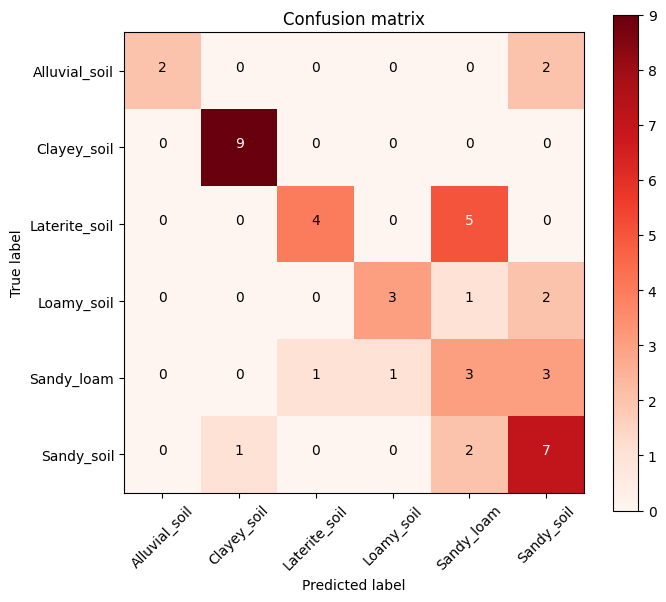 Confusion matrix
True label
Alluvial_soil 2 0 0 0 0 2
Clayey_soil 0 9 0 0 0 0
Laterite_soil 0 0 4 0 5 0
Loamy_soil 0 0 0 3 1 2
Sandy_loam 0 0 1 1 3 3
Sandy_soil 0 1 0 0 2 7
Alluvial_soil Clayey_soil Laterite_soil Loamy_soil Sandy_loam Sandy_soil
Predicted label
9
8
7
6
5
4
3
2
1
0